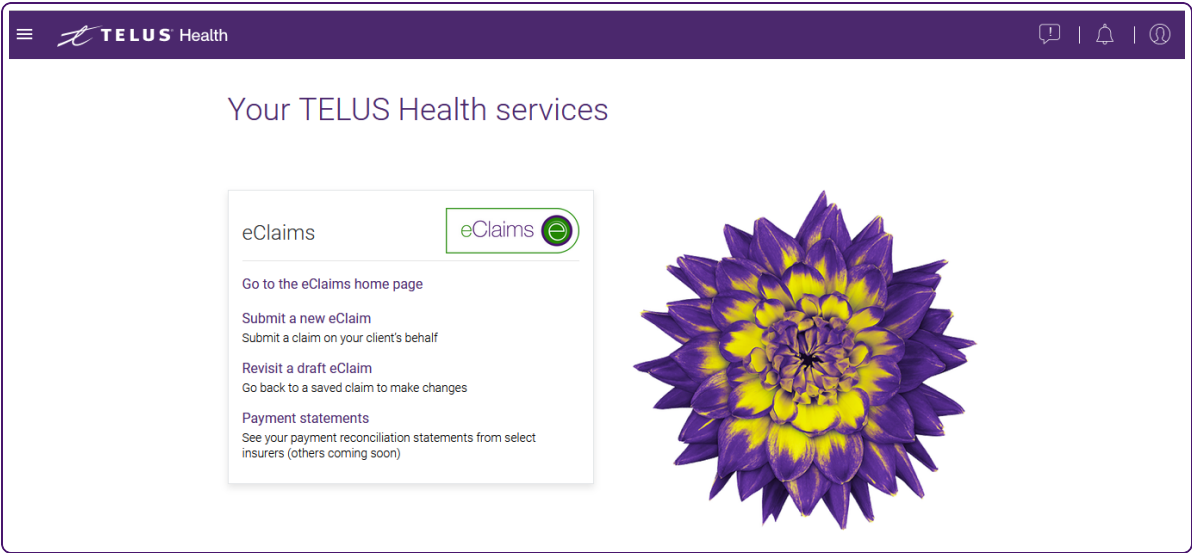 TELUS Health
Your TELUS Health services
eClaims
eClaims e
Go to the eClaims home page
Submit a new eClaim
Submit a claim on your client's behalf
Revisit a draft eClaim
Go back to a saved claim to make changes
Payment statements
See your payment reconciliation statements from select
insurers (others coming soon)